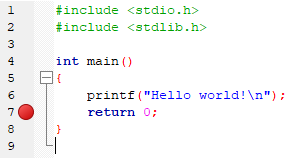 1 #include <stdio.h>
2 #include <stdlib.h>
3
4 int main()
5 {
6     printf("Hello world!\n");
7     return 0;
8 }
9